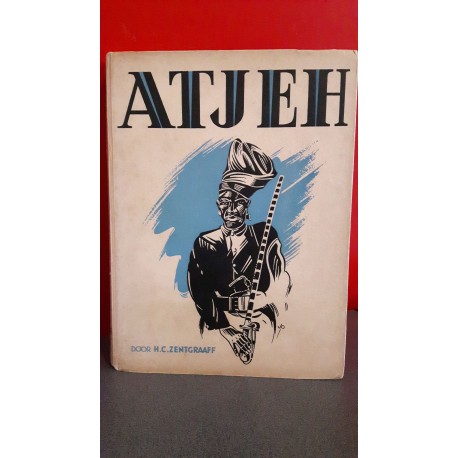 ATJEH
DOOR H.C. ZENTGRAAFF